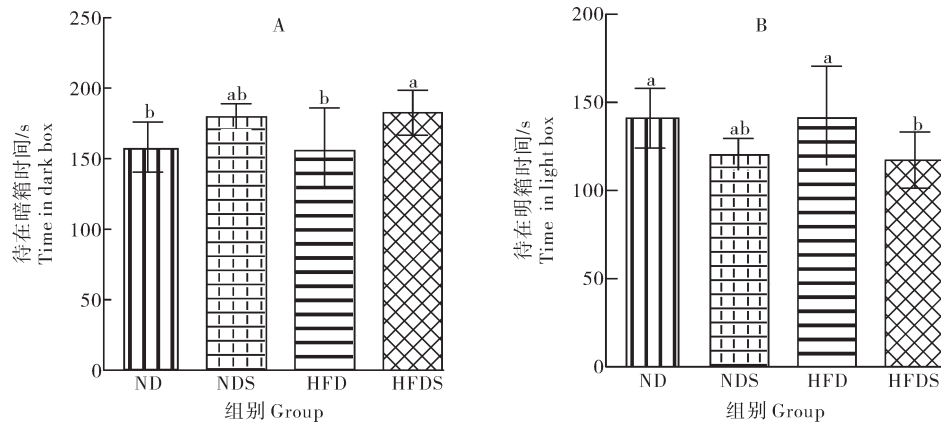 A
250
200
150
100
50
0
待在暗箱时间/s
Time in dark box
b
ab
b
a
ND
NDS
HFD
HFDS
组别 Group
B
200
150
100
50
0
待在明箱时间/s
Time in light box
a
ab
a
b
ND
NDS
HFD
HFDS
组别 Group